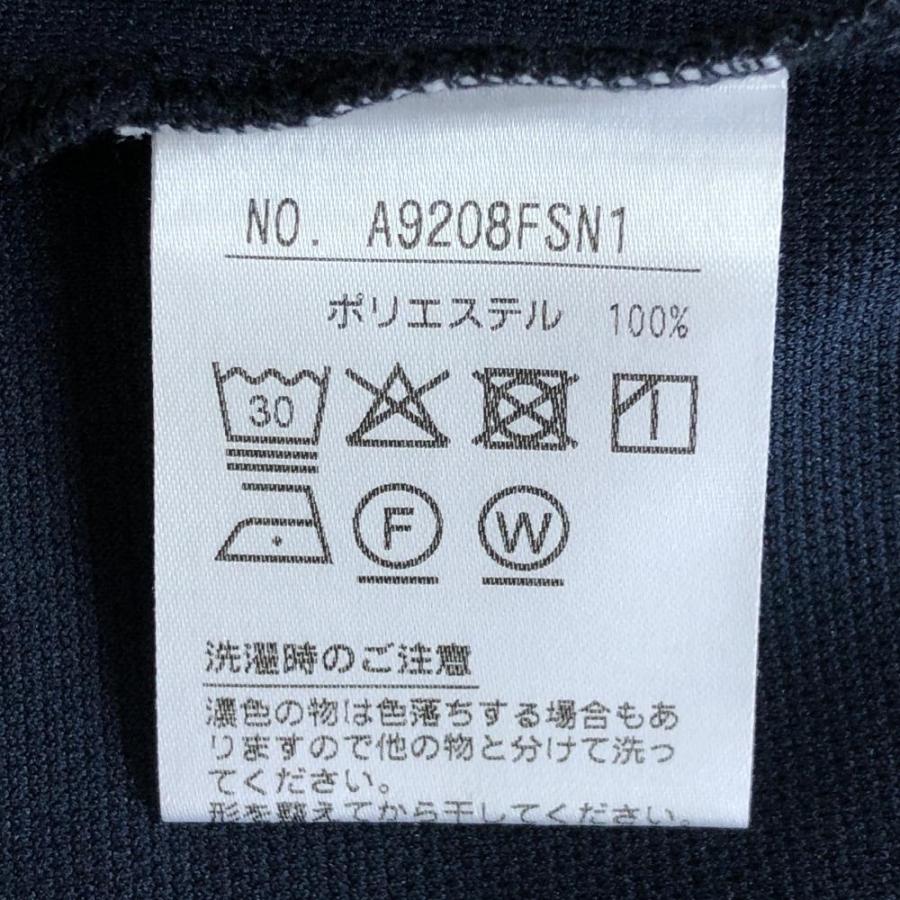 NO. A9208FSN1
ポリエステル 100%
30
F W
洗濯時のご注意
濃色の物は色落ちする場合もあ
りますので他の物と分けて洗っ
てください。
形を整えてから干してください。